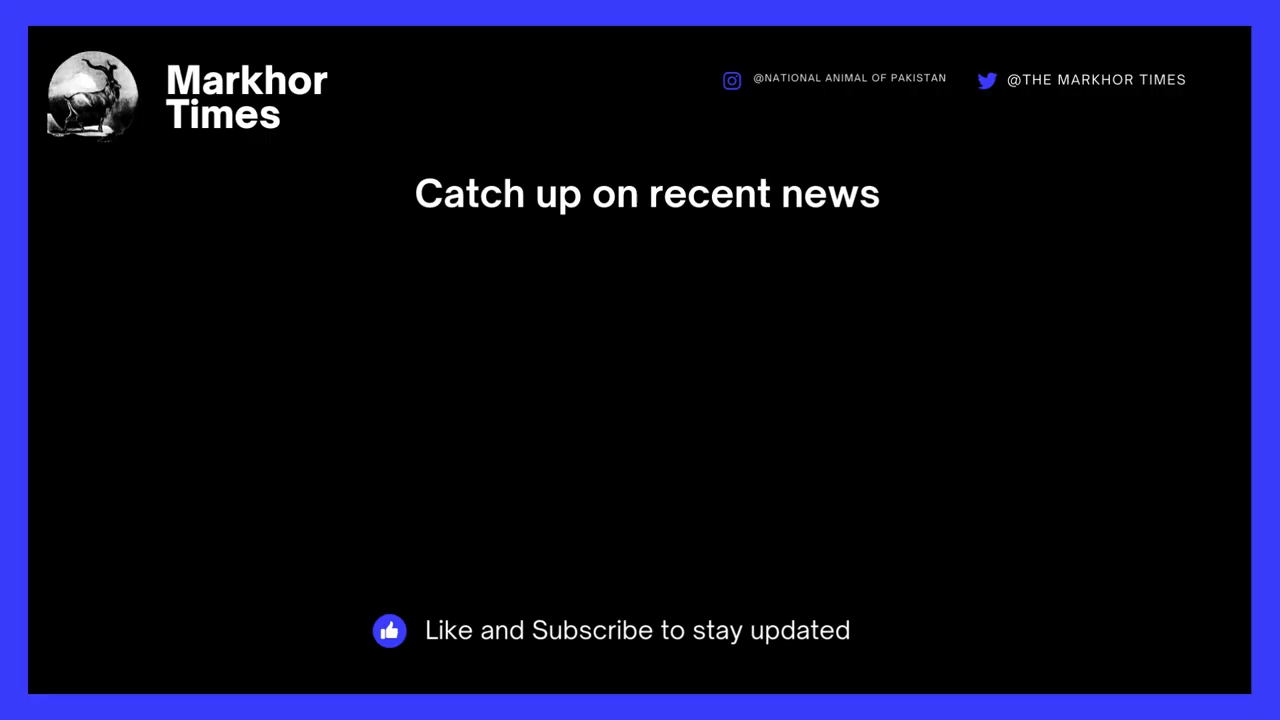 Markhor
Times
@NATIONAL ANIMAL OF PAKISTAN
@THE MARKHOR TIMES
Catch up on recent news
Like and Subscribe to stay updated